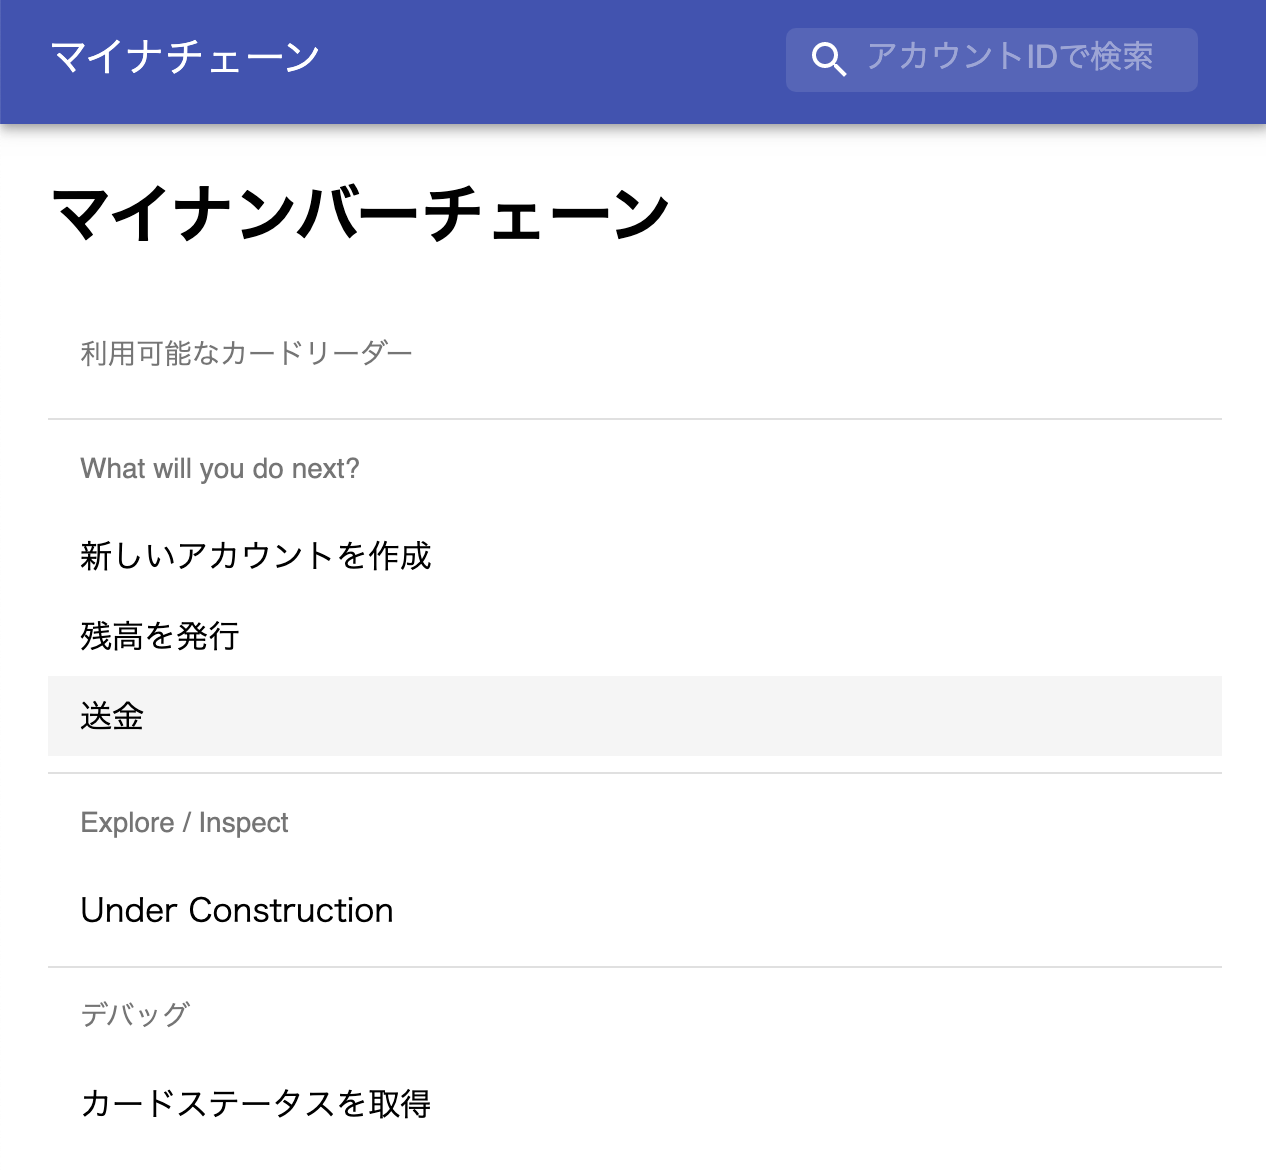 マイナチェーン
アカウントIDで検索
マイナンバーチェーン
利用可能なカードリーダー
What will you do next?
新しいアカウントを作成
残高を発行
送金
Explore / Inspect
Under Construction
デバッグ
カードステータスを取得